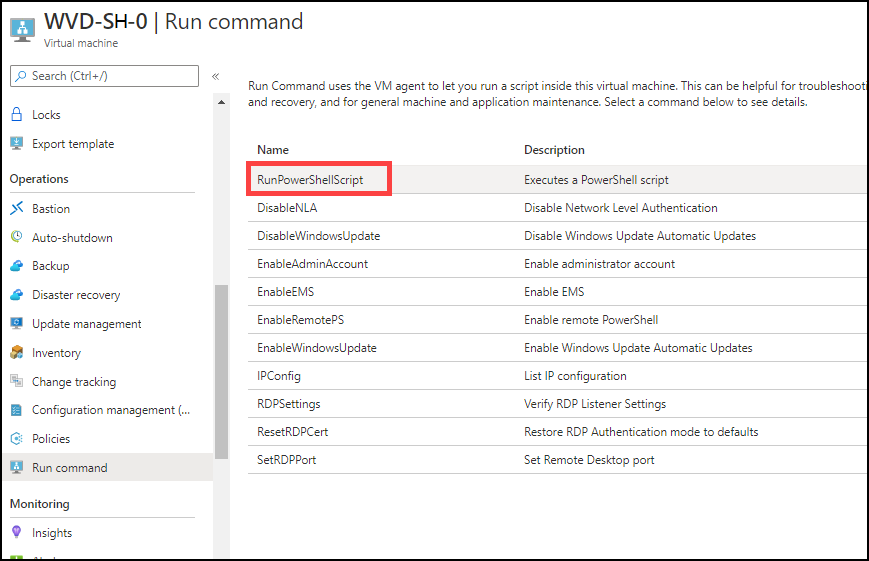 WVD-SH-0 | Run command
Virtual machine
Search (Ctrl+/)
«
Locks
Export template
Operations
Bastion
Auto-shutdown
Backup
Disaster recovery
Update management
Inventory
Change tracking
Configuration management (...
Policies
Run command
Monitoring
Insights
Run Command uses the VM agent to let you run a script inside this virtual machine. This can be helpful for troubleshooti
and recovery, and for general machine and application maintenance. Select a command below to see details.
Name Description
RunPowerShellScript Executes a PowerShell script
DisableNLA Disable Network Level Authentication
DisableWindowsUpdate Disable Windows Update Automatic Updates
EnableAdminAccount Enable administrator account
EnableEMS Enable EMS
EnableRemotePS Enable remote PowerShell
EnableWindowsUpdate Enable Windows Update Automatic Updates
IPConfig List IP configuration
RDPSettings Verify RDP Listener Settings
ResetRDPCert Restore RDP Authentication mode to defaults
SetRDPPort Set Remote Desktop port